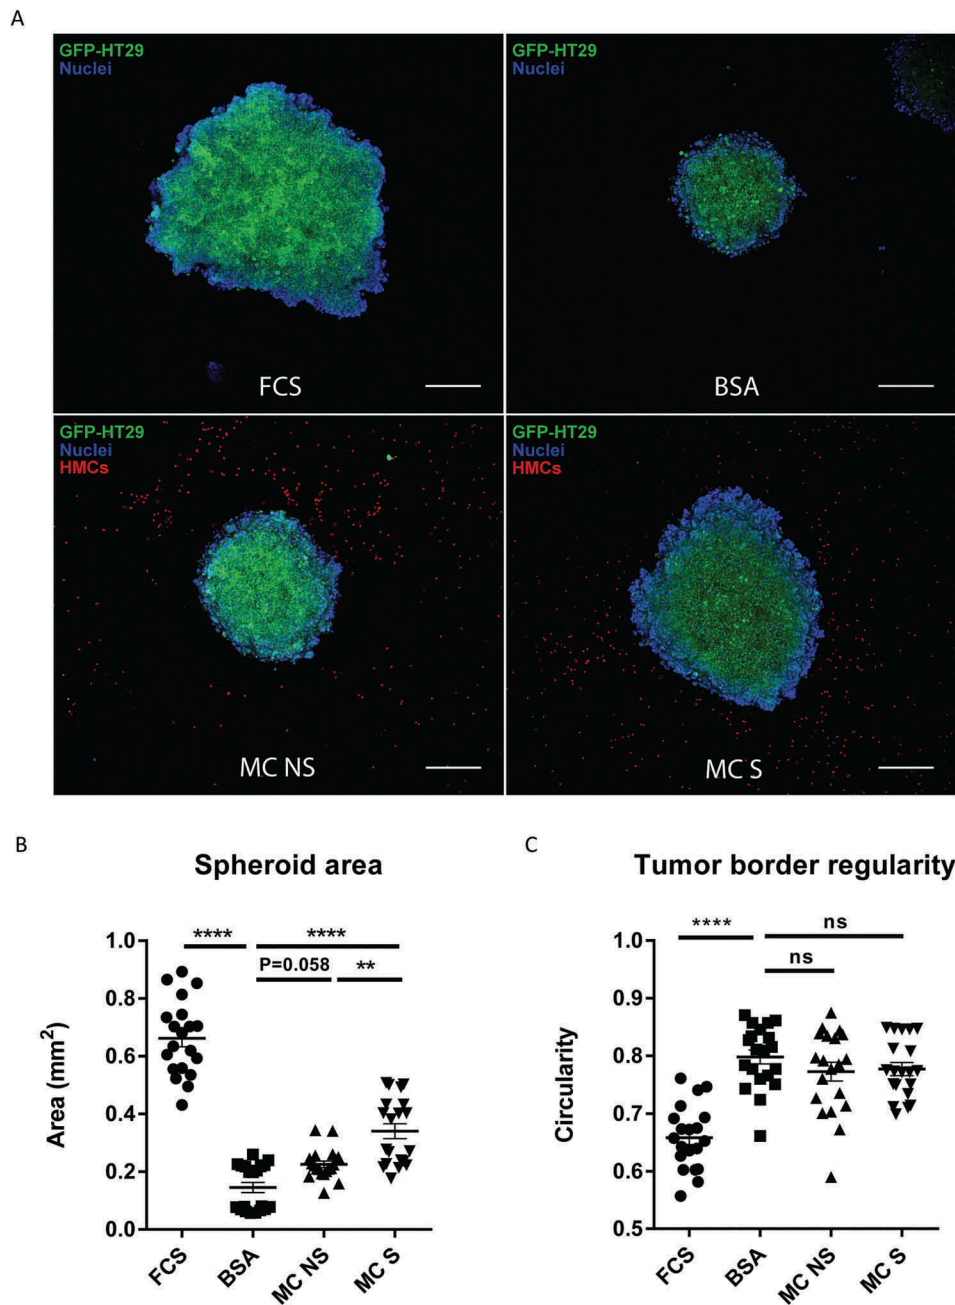 A
GFP-HT29
Nuclei
FCS
GFP-HT29
Nuclei
BSA
GFP-HT29
Nuclei
HMCs
MC NS
GFP-HT29
Nuclei
HMCs
MC S
B
Spheroid area
****
****
P=0.058
**
1.0
0.8
0.6
0.4
0.2
0.0
Area (mm²)
FCS
BSA
MC NS
MC S
C
Tumor border regularity
****
ns
ns
1.0
0.9
0.8
0.7
0.6
0.5
Circularity
FCS
BSA
MC NS
MC S